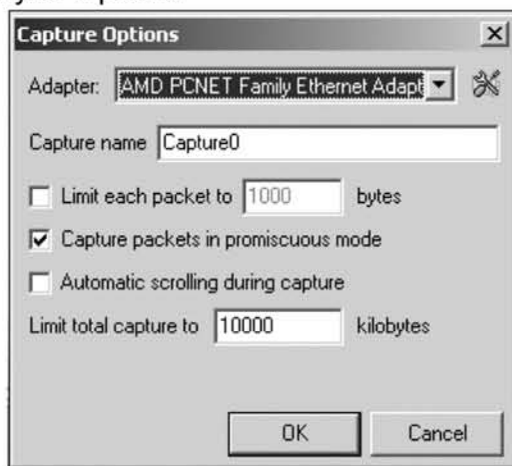 Capture Options
Adapter: AMD PCNET Family Ethernet Adapt
Capture name Capture0
Limit each packet to 1000 bytes
Capture packets in promiscuous mode
Automatic scrolling during capture
Limit total capture to 10000 kilobytes
OK Cancel